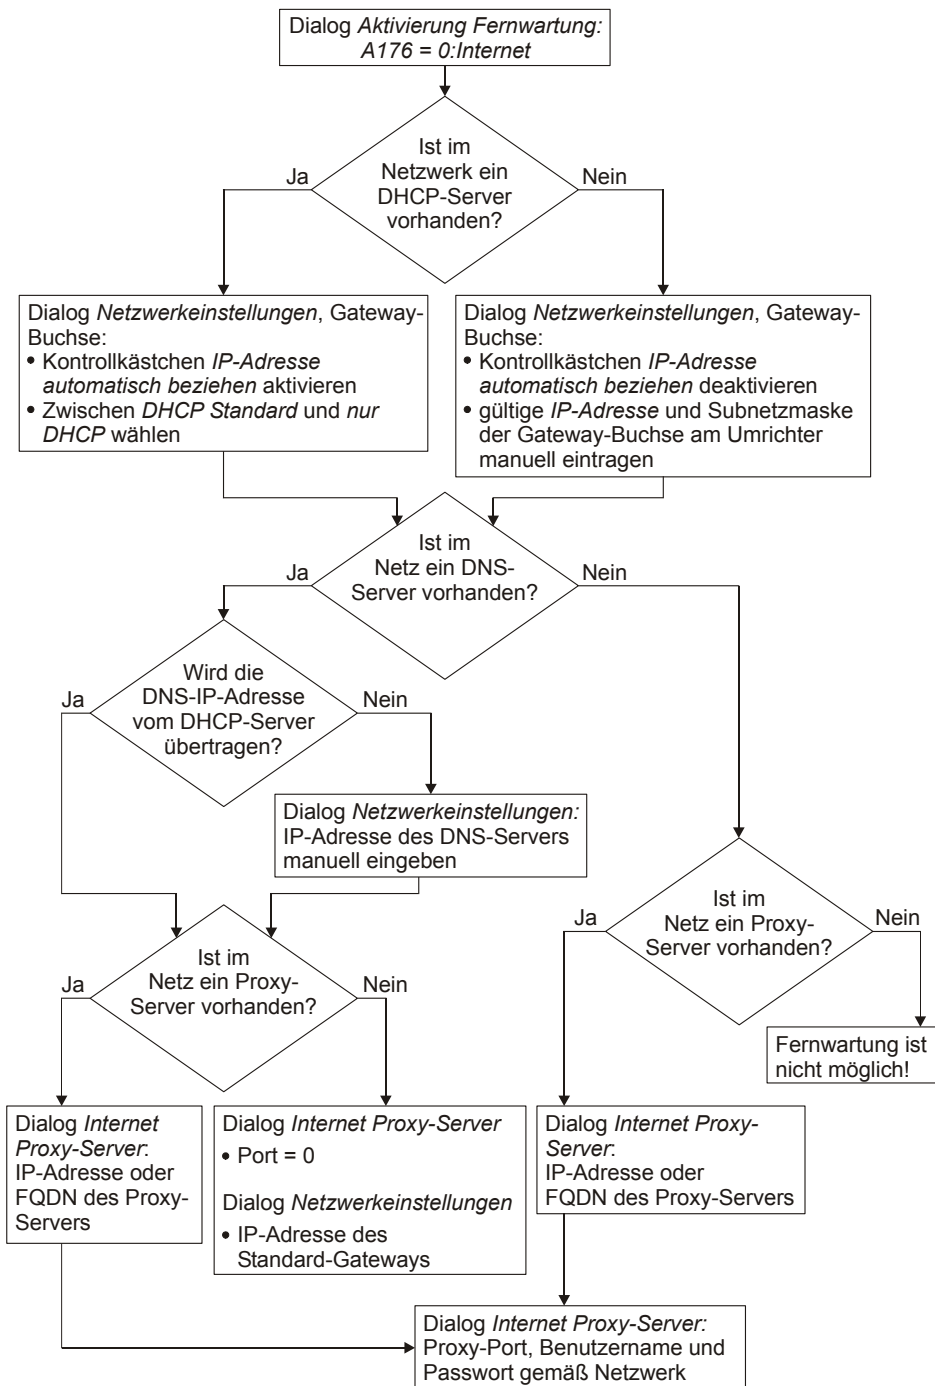 Dialog Aktivierung Fernwartung:
A176 = 0:Internet
Ist im
Netzwerk ein
DHCP-Server
vorhanden?
Ja
Nein
Dialog Netzwerkeinstellungen, Gateway-
Buchse:
• Kontrollkästchen IP-Adresse
automatisch beziehen aktivieren
• Zwischen DHCP Standard und nur
DHCP wählen
Dialog Netzwerkeinstellungen, Gateway-
Buchse:
• Kontrollkästchen IP-Adresse
automatisch beziehen deaktivieren
• gültige IP-Adresse und Subnetzmaske
der Gateway-Buchse am Umrichter
manuell eintragen
Ist im
Netz ein DNS-
Server vorhanden?
Ja
Nein
Wird die
DNS-IP-Adresse
vom DHCP-Server
übertragen?
Ja
Nein
Dialog Netzwerkeinstellungen:
IP-Adresse des DNS-Servers
manuell eingeben
Ist im
Netz ein Proxy-
Server vorhanden?
Ja
Nein
Ist im
Netz ein Proxy-
Server vorhanden?
Ja
Nein
Fernwartung ist
nicht möglich!
Dialog Internet
Proxy-Server:
IP-Adresse oder
FQDN des Proxy-
Servers
Dialog Internet Proxy-Server
• Port = 0
Dialog Netzwerkeinstellungen
• IP-Adresse des
Standard-Gateways
Dialog Internet Proxy-
Server:
IP-Adresse oder
FQDN des Proxy-Servers
Dialog Internet Proxy-Server:
Proxy-Port, Benutzername und
Passwort gemäß Netzwerk